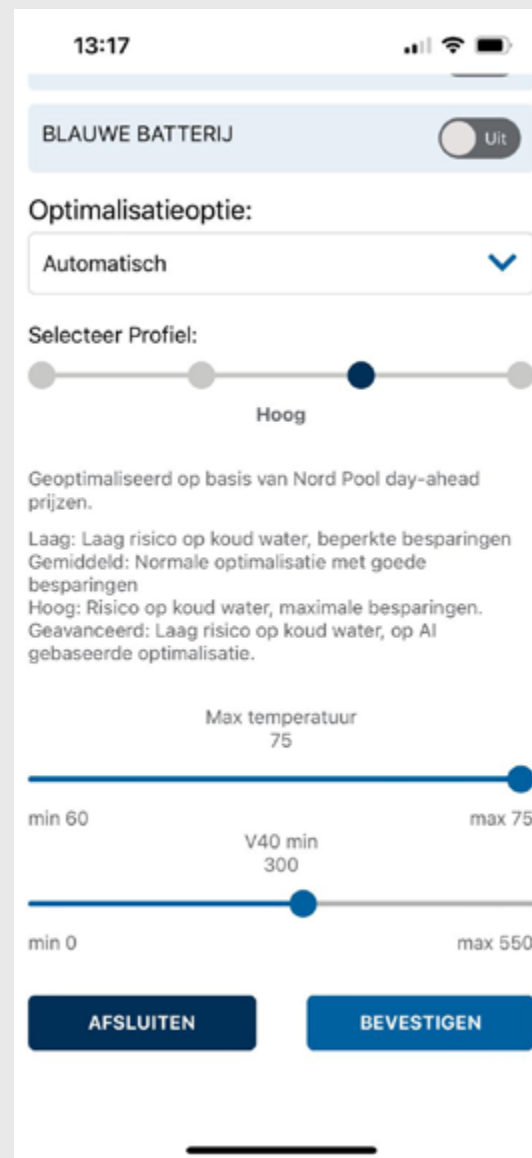 13:17
BLAUWE BATTERIJ
Uit
Optimalisatieoptie:
Automatisch
Selecteer Profiel:
Hoog
Geoptimaliseerd op basis van Nord Pool day-ahead
prijzen.
Laag: Laag risico op koud water, beperkte besparingen
Gemiddeld: Normale optimalisatie met goede
besparingen
Hoog: Risico op koud water, maximale besparingen.
Geavanceerd: Laag risico op koud water, op AI
gebaseerde optimalisatie.
Max temperatuur
75
min 60
max 75
V40 min
300
min 0
max 550
AFSLUITEN
BEVESTIGEN